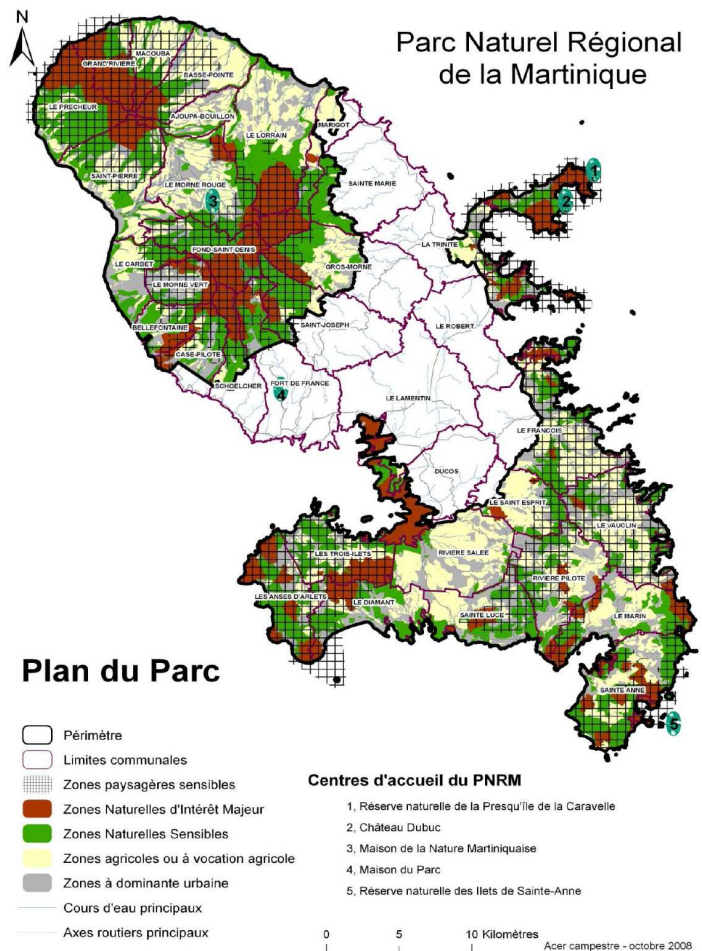 N
Parc Naturel Régional
de la Martinique
MACOUBA
GRAND'RIVIERE
BASSE-POINTE
LE PRECHEUR
AJOUPA-BOUILLON
LE LORRAIN
MARIGOT
SAINT-PIERRE
LE MORNE ROUGE
SAINTE MARIE
1
2
3
FOND-SAINT-DENIS
LA TRINITE
LE CARBET
GROS-MORNE
LE MORNE VERT
BELLEFONTAINE
SAINT-JOSEPH
LE ROBERT
CASE-PILOTE
SCHOELCHER
FORT DE FRANCE
4
LE LAMENTIN
LE FRANCOIS
DUCOS
LE SAINT ESPRIT
LE VAUCLIN
LES TROIS-ILETS
RIVIERE SALEE
RIVIERE PILOTE
LES ANSES D'ARLETS
LE DIAMANT
SAINTE LUCE
LE MARIN
SAINTE ANNE
5
Plan du Parc
Périmètre
Limites communales
Zones paysagères sensibles
Zones Naturelles d'Intérêt Majeur
Zones Naturelles Sensibles
Zones agricoles ou à vocation agricole
Zones à dominante urbaine
Cours d'eau principaux
Axes routiers principaux
Centres d'accueil du PNRM
1, Réserve naturelle de la Presqu'île de la Caravelle
2, Château Dubuc
3, Maison de la Nature Martiniquaise
4, Maison du Parc
5, Réserve naturelle des Ilets de Sainte-Anne
0 5 10 Kilomètres
Acer campestre - octobre 2008